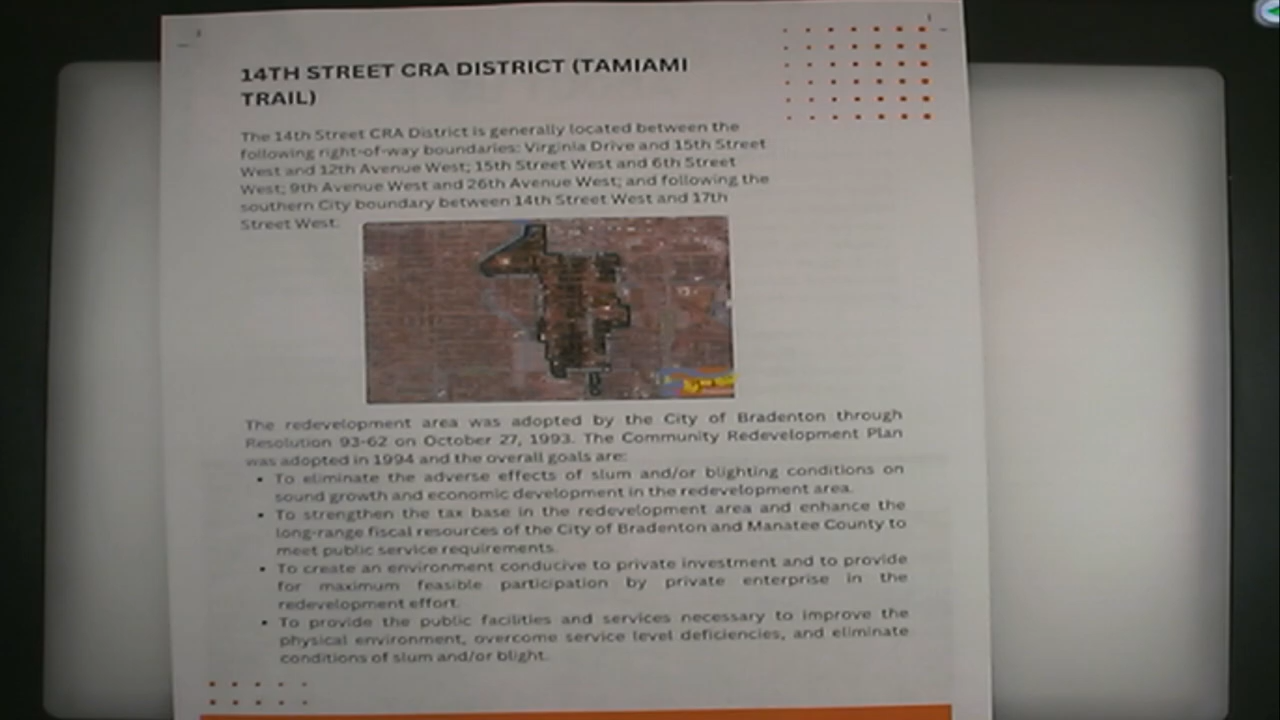 14TH STREET CRA DISTRICT (TAMIAMI
TRAIL)
The 14th Street CRA District is generally located between the
following right-of-way boundaries: Virginia Drive and 15th Street
West and 12th Avenue West; 15th Street West and 6th Street
West; 9th Avenue West and 26th Avenue West; and following the
southern City boundary between 14th Street West and 17th
Street West.
The redevelopment area was adopted by the City of Bradenton through
Resolution 93-62 on October 27, 1993. The Community Redevelopment Plan
was adopted in 1994 and the overall goals are:
• To eliminate the adverse effects of slum and/or blighting conditions on
sound growth and economic development in the redevelopment area.
• To strengthen the tax base in the redevelopment area and enhance the
long-range fiscal resources of the City of Bradenton and Manatee County to
meet public service requirements.
• To create an environment conducive to private investment and to provide
for maximum feasible participation by private enterprise in the
redevelopment effort.
• To provide the public facilities and services necessary to improve the
physical environment, overcome service level deficiencies, and eliminate
conditions of slum and/or blight.